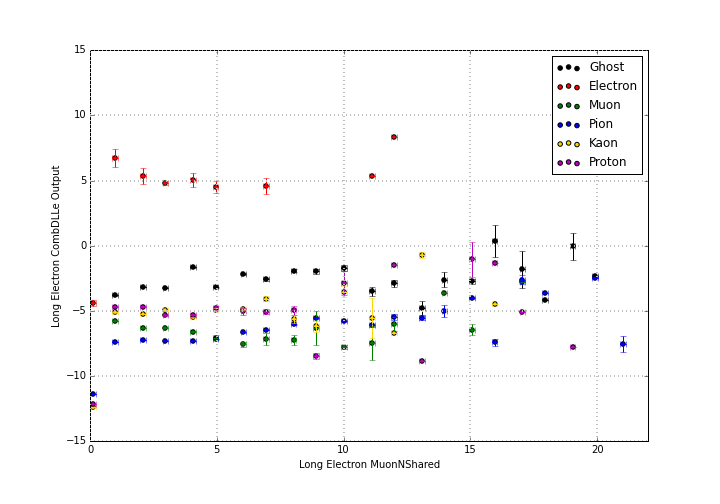 15
10
5
0
−5
−10
−15
0
5
10
15
20
Long Electron CombDLLe Output
Long Electron MuonNShared
Ghost
Electron
Muon
Pion
Kaon
Proton